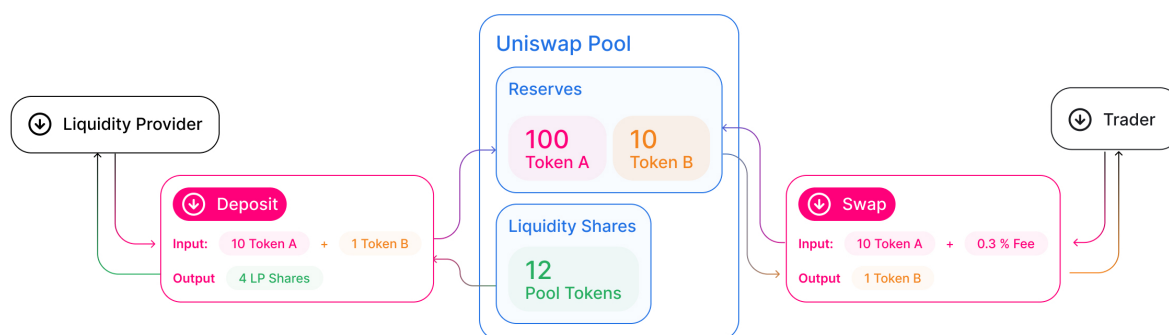 Uniswap Pool
Reserves
100
Token A
10
Token B
Liquidity Shares
12
Pool Tokens
Liquidity Provider
Deposit
Input: 10 Token A + 1 Token B
Output 4 LP Shares
Trader
Swap
Input: 10 Token A + 0.3 % Fee
Output 1 Token B